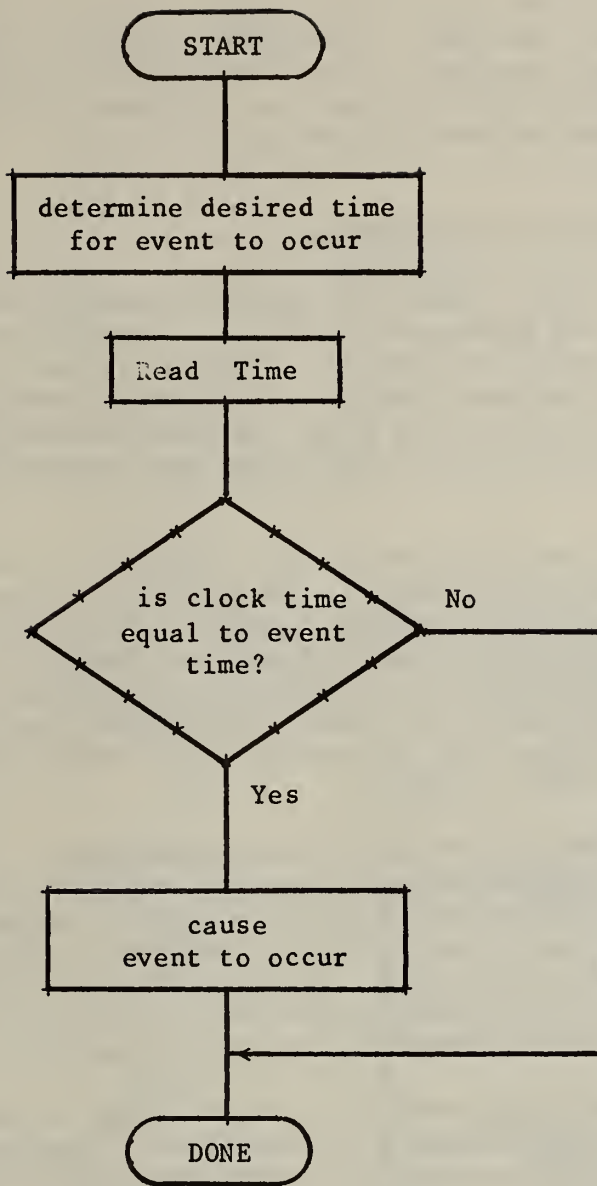 START
determine desired time
for event to occur
Read Time
is clock time
equal to event
time?
No
Yes
cause
event to occur
DONE